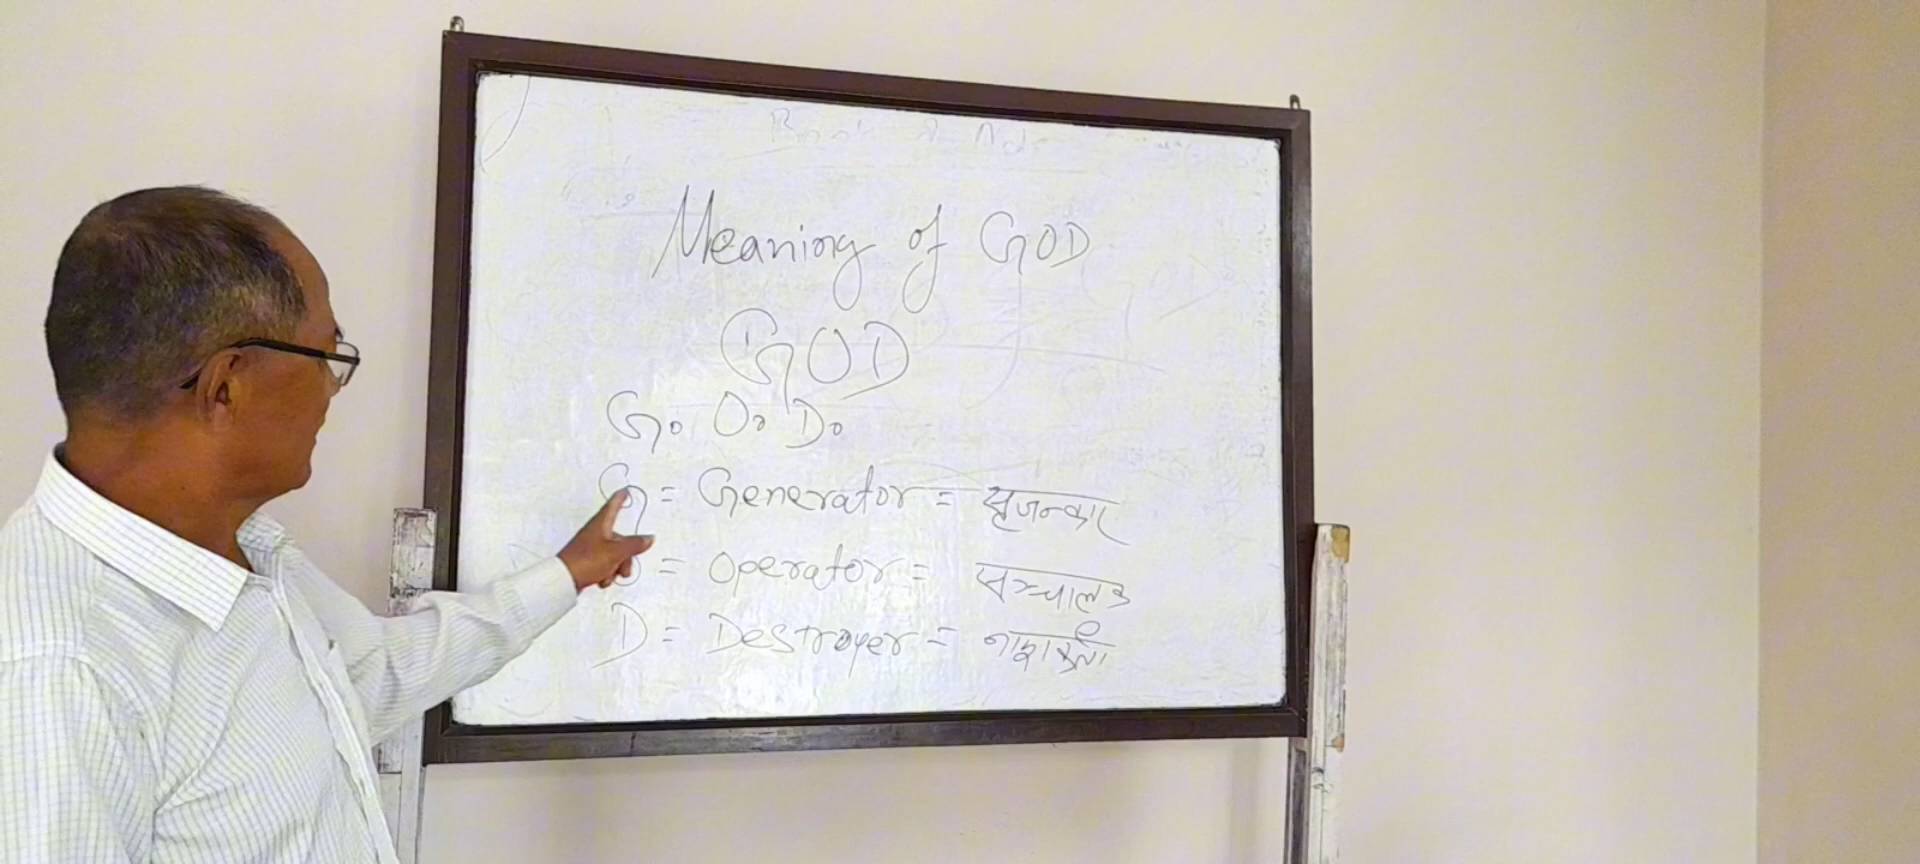 Meaning of GOD
GOD
G. O. D.
G = Generator = सृजनकार
O = Operator = सञ्चालक
D = Destroyer = नाशकर्ता